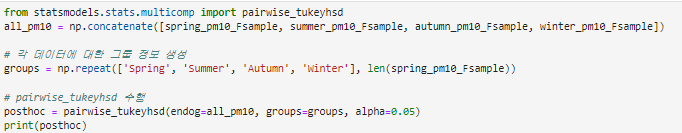 from statsmodels.stats.multicomp import pairwise_tukeyhsd
all_pm10 = np.concatenate([spring_pm10_Fsample, summer_pm10_Fsample, autumn_pm10_Fsample, winter_pm10_Fsample])
# 각 데이터에 대한 그룹 정보 생성
groups = np.repeat(['Spring', 'Summer', 'Autumn', 'Winter'], len(spring_pm10_Fsample))
# pairwise_tukeyhsd 수행
posthoc = pairwise_tukeyhsd(endog=all_pm10, groups=groups, alpha=0.05)
print(posthoc)